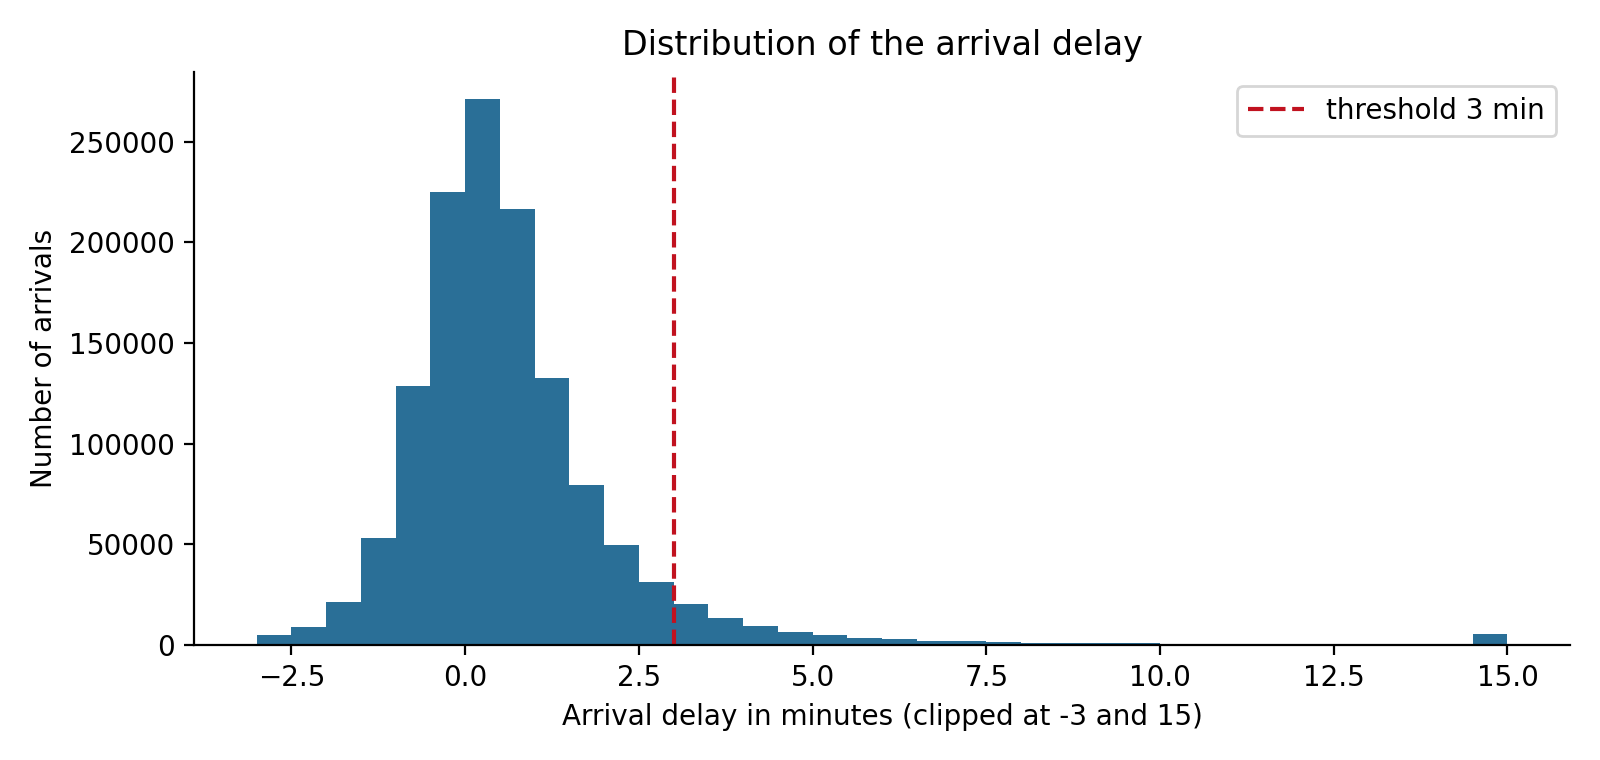 Distribution of the arrival delay
threshold 3 min
Number of arrivals
250000
200000
150000
100000
50000
0
−2.5 0.0 2.5 5.0 7.5 10.0 12.5 15.0
Arrival delay in minutes (clipped at -3 and 15)